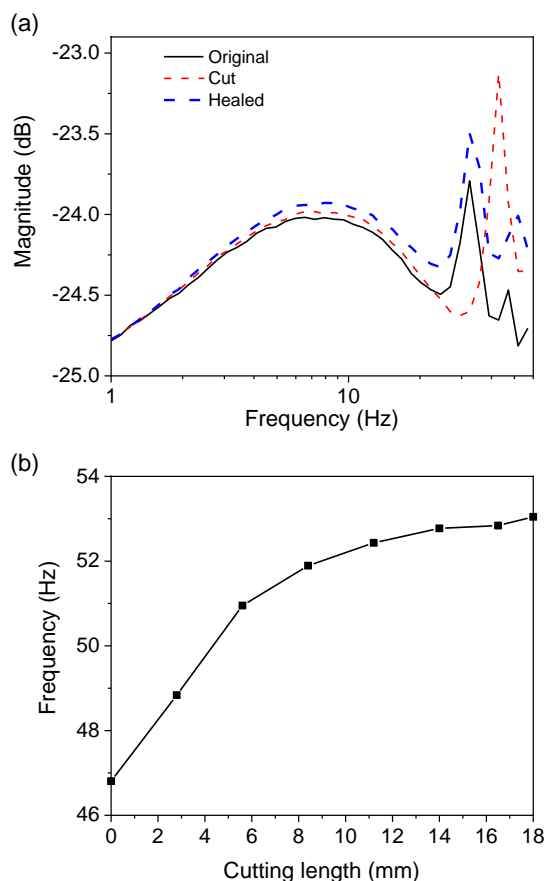 (a)
-23.0
-23.5
-24.0
-24.5
-25.0
Magnitude (dB)
Original
Cut
Healed
1 10
Frequency (Hz)
(b)
54
52
50
48
46
Frequency (Hz)
0 2 4 6 8 10 12 14 16 18
Cutting length (mm)